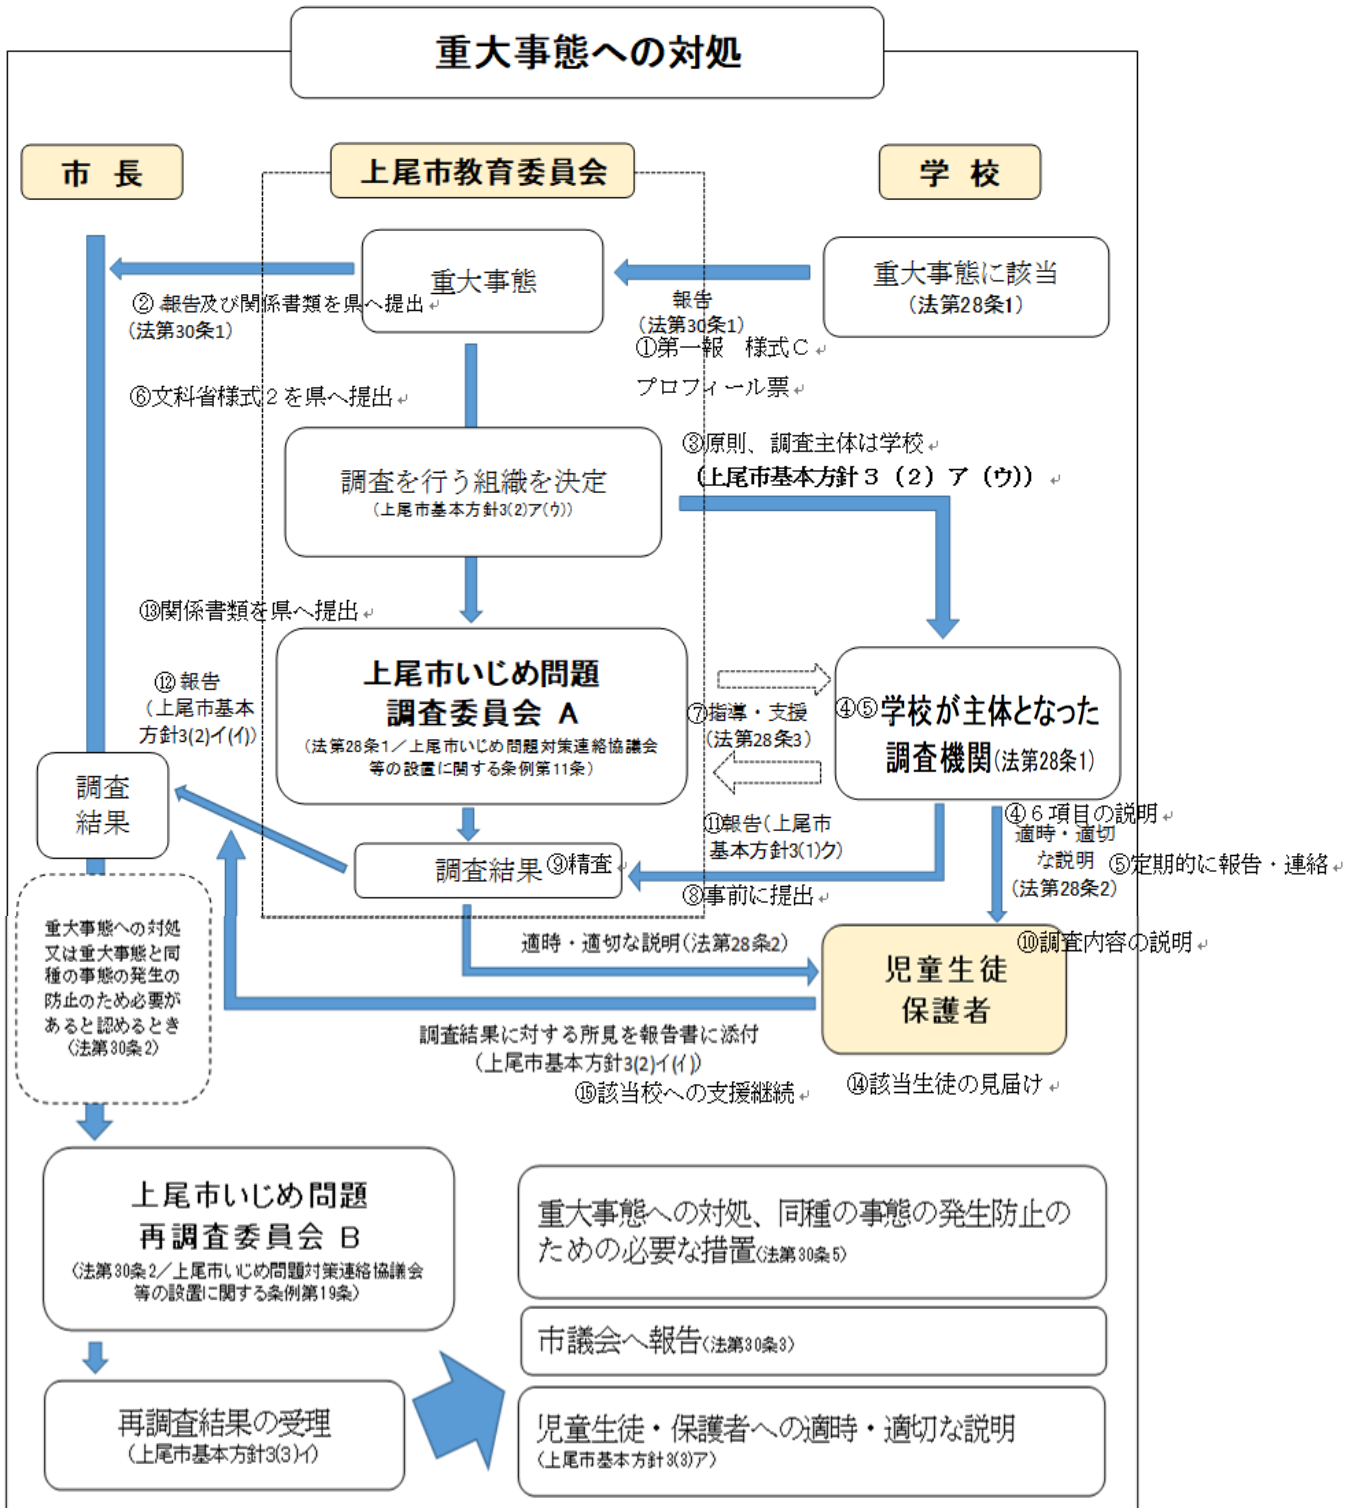 重大事態への対処
市 長
上尾市教育委員会
学 校
重大事態
重大事態に該当
(法第28条1)
②報告及び関係書類を県へ提出
(法第30条1)
報告
(法第30条1)
①第一報 様式C
プロフィール票
⑥文科省様式2を県へ提出
③原則、調査主体は学校
(上尾市基本方針3(2)ア(ウ))
調査を行う組織を決定
(上尾市基本方針3(2)ア(ウ))
⑬関係書類を県へ提出
上尾市いじめ問題
調査委員会 A
(法第28条1/上尾市いじめ問題対策連絡協議会
等の設置に関する条例第11条)
⑫報告
(上尾市基本
方針3(2)イ(イ))
⑦指導・支援
(法第28条3)
④⑤学校が主体となった
調査機関(法第28条1)
調査
結果
調査結果
⑨精査
⑪報告(上尾市
基本方針3(1)ク)
⑧事前に提出
④6項目の説明
適時・適切
な説明
(法第28条2)
⑤定期的に報告・連絡
⑩調査内容の説明
適時・適切な説明(法第28条2)
児童生徒
保護者
重大事態への対処
又は重大事態と同
種の事態の発生の
防止のため必要が
あると認めるとき
(法第30条2)
調査結果に対する所見を報告書に添付
(上尾市基本方針3(2)イ(イ))
⑮該当校への支援継続
⑭該当生徒の見届け
上尾市いじめ問題
再調査委員会 B
(法第30条2/上尾市いじめ問題対策連絡協議会
等の設置に関する条例第19条)
再調査結果の受理
(上尾市基本方針3(3)イ)
重大事態への対処、同種の事態の発生防止の
ための必要な措置(法第30条5)
市議会へ報告(法第30条3)
児童生徒・保護者への適時・適切な説明
(上尾市基本方針3(3)ア)